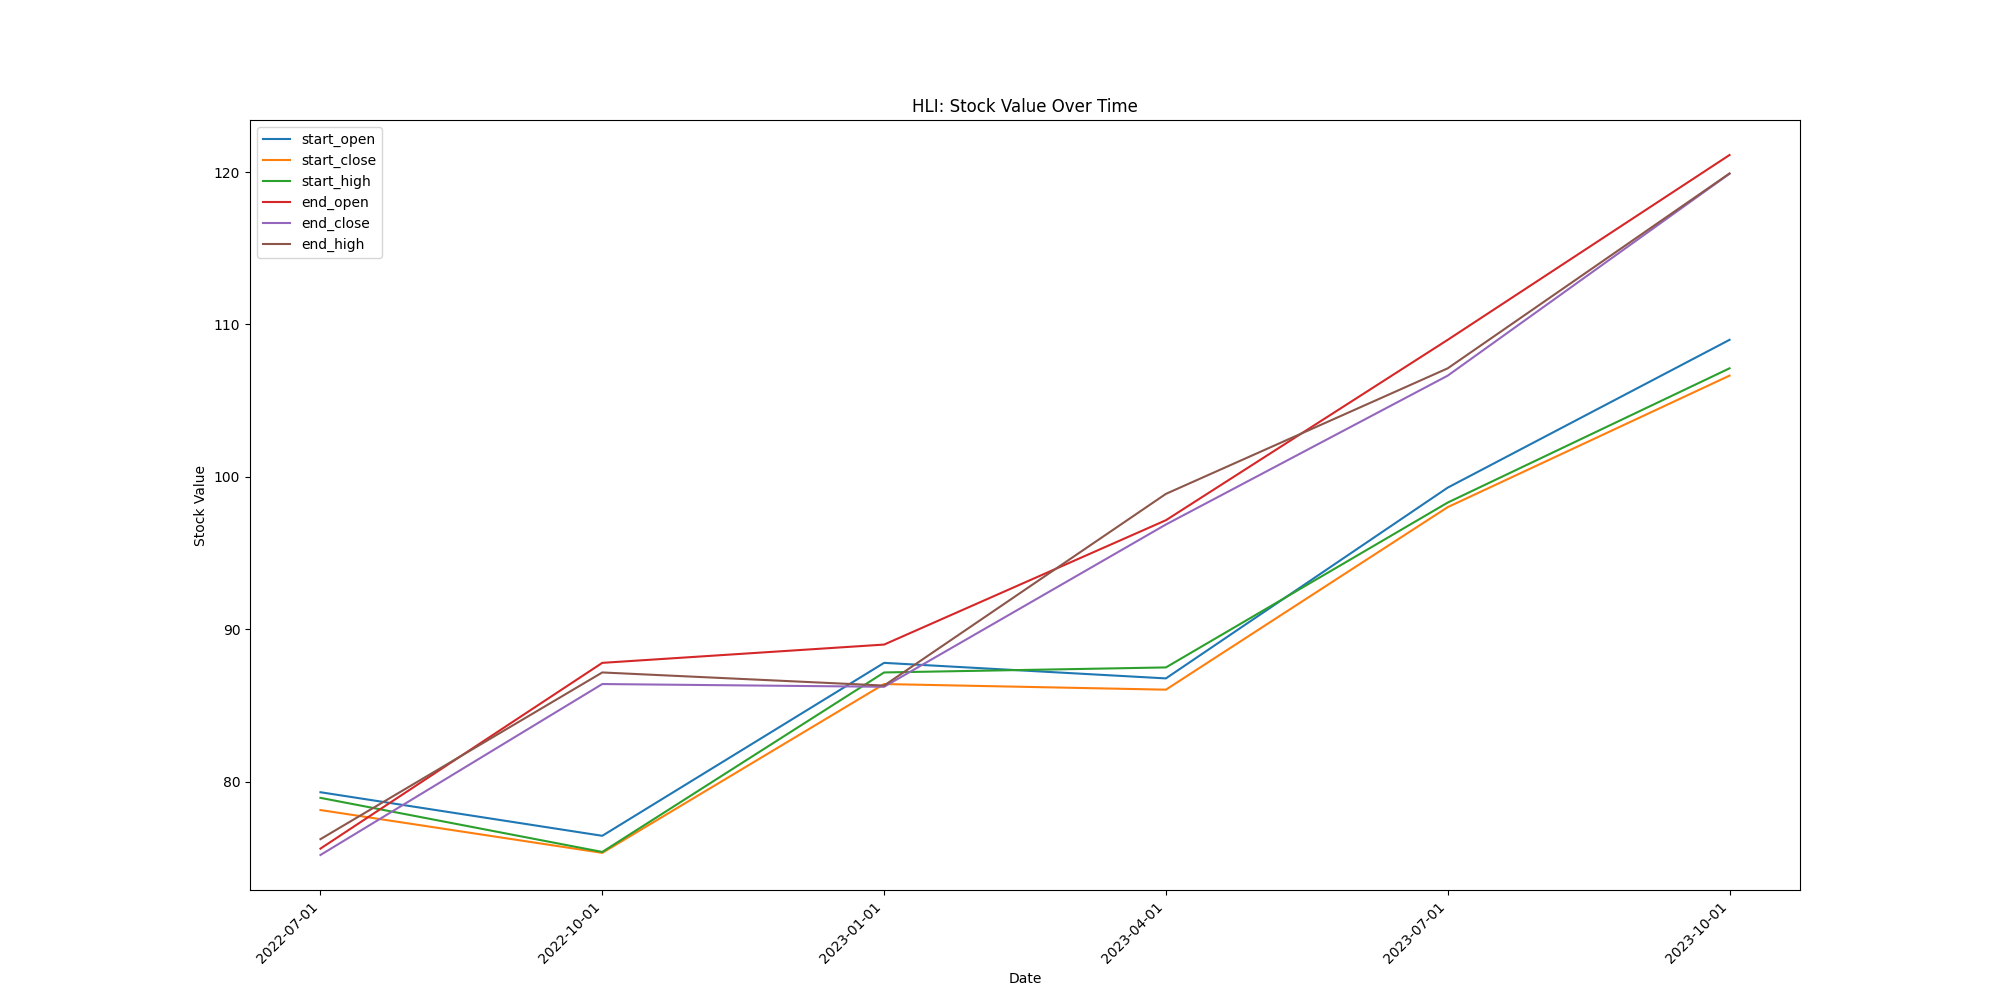 HLI: Stock Value Over Time
start_open
start_close
start_high
end_open
end_close
end_high
120
110
100
90
80
Stock Value
2022-07-01
2022-10-01
2023-01-01
2023-04-01
2023-07-01
2023-10-01
Date